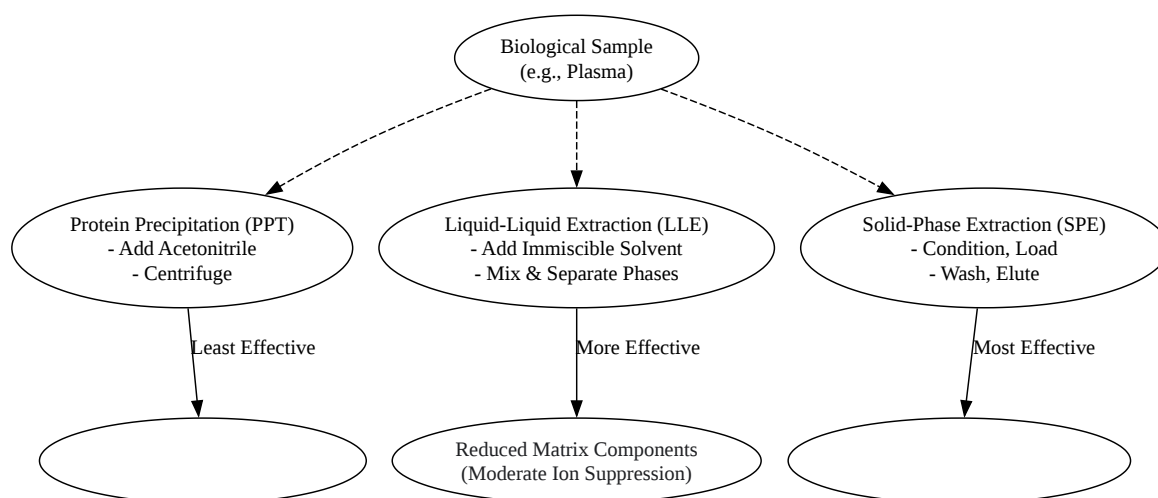 Biological Sample
(e.g., Plasma)
Protein Precipitation (PPT)
- Add Acetonitrile
- Centrifuge
Liquid-Liquid Extraction (LLE)
- Add Immiscible Solvent
- Mix & Separate Phases
Solid-Phase Extraction (SPE)
- Condition, Load
- Wash, Elute
Least Effective
More Effective
Most Effective
Reduced Matrix Components
(Moderate Ion Suppression)